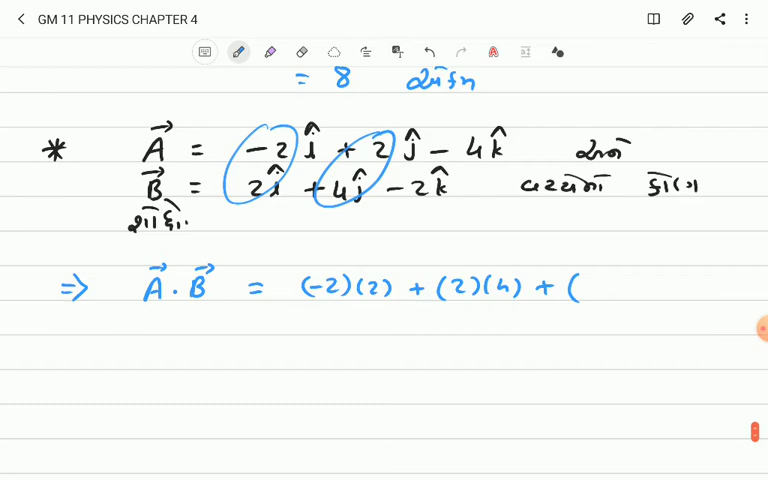 GM 11 PHYSICS CHAPTER 4
= 8 એકમ
* A⃗ = -2î + 2ĵ - 4k̂ અને
B⃗ = 2î + 4ĵ - 2k̂ વચ્ચેનો કોણ
શોધો.
⇒ A⃗ . B⃗ = (-2)(2) + (2)(4) + (